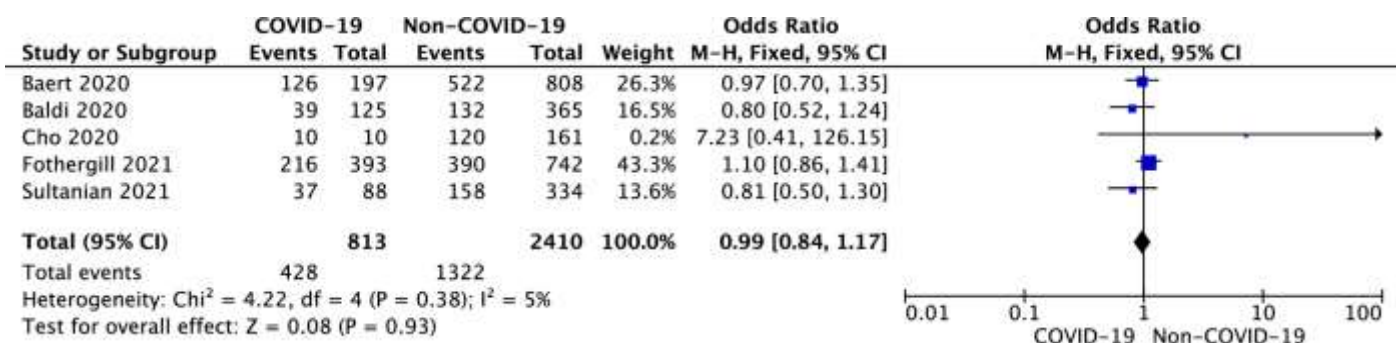 COVID-19 Non-COVID-19 Odds Ratio Odds Ratio
Study or Subgroup Events Total Events Total Weight M-H, Fixed, 95% CI M-H, Fixed, 95% CI
Baert 2020 126 197 522 808 26.3% 0.97 [0.70, 1.35]
Baldi 2020 39 125 132 365 16.5% 0.80 [0.52, 1.24]
Cho 2020 10 10 120 161 0.2% 7.23 [0.41, 126.15]
Fothergill 2021 216 393 390 742 43.3% 1.10 [0.86, 1.41]
Sultanian 2021 37 88 158 334 13.6% 0.81 [0.50, 1.30]
Total (95% CI) 813 2410 100.0% 0.99 [0.84, 1.17]
Total events 428 1322
Heterogeneity: Chi² = 4.22, df = 4 (P = 0.38); I² = 5%
Test for overall effect: Z = 0.08 (P = 0.93)
0.01 0.1 1 10 100
COVID-19 Non-COVID-19